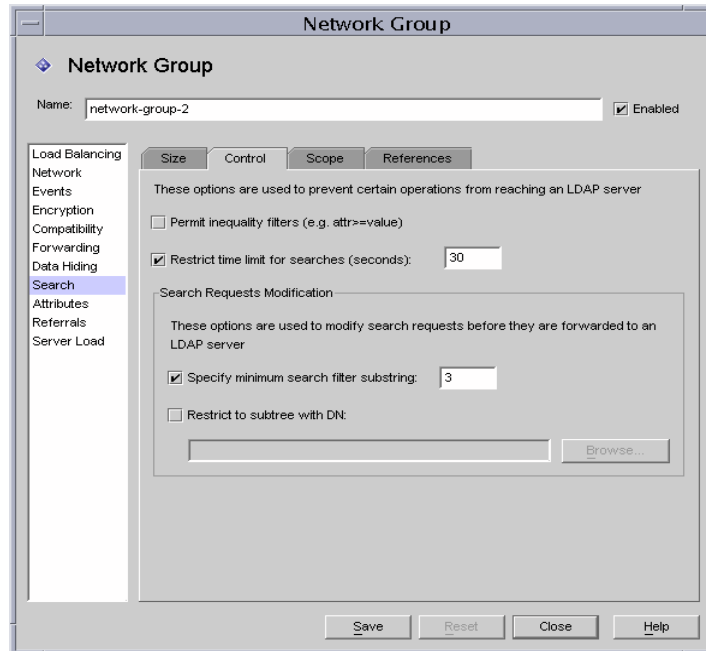 Network Group
Network Group
Name: network-group-2 Enabled
Load Balancing
Network
Events
Encryption
Compatibility
Forwarding
Data Hiding
Search
Attributes
Referrals
Server Load
Size Control Scope References
These options are used to prevent certain operations from reaching an LDAP server
Permit inequality filters (e.g. attr>=value)
Restrict time limit for searches (seconds): 30
Search Requests Modification
These options are used to modify search requests before they are forwarded to an
LDAP server
Specify minimum search filter substring: 3
Restrict to subtree with DN:
Browse...
Save Reset Close Help